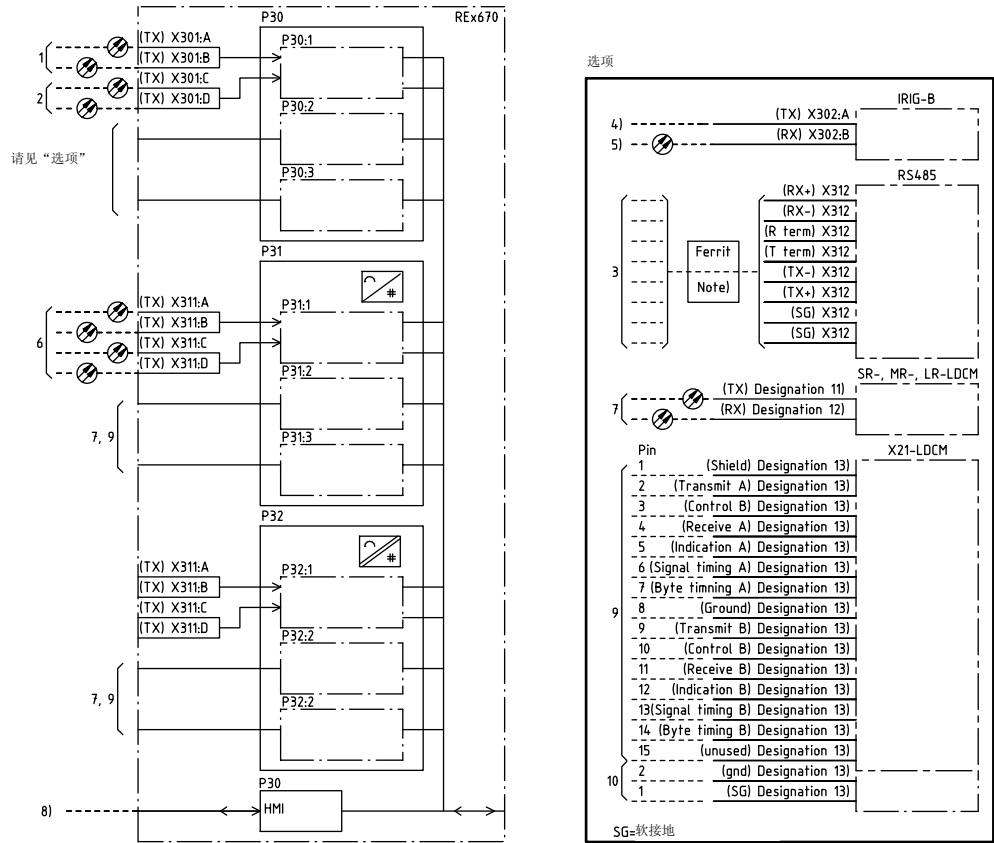 P30
REx670
1
(TX) X301:A
(TX) X301:B
2
(TX) X301:C
(TX) X301:D
P30:1
P30:2
请见“选项”
P30:3
P31
6
(TX) X311:A
(TX) X311:B
(TX) X311:C
(TX) X311:D
#
P31:1
P31:2
7, 9
P31:3
P32
(TX) X311:A
(TX) X311:B
(TX) X311:C
(TX) X311:D
#
P32:1
P32:2
7, 9
P32:2
P30
8)
HMI
选项
IRIG-B
4)
(TX) X302:A
5)
(RX) X302:B
RS485
3
Ferrit
Note)
(RX+) X312
(RX-) X312
(R term) X312
(T term) X312
(TX-) X312
(TX+) X312
(SG) X312
(SG) X312
SR-, MR-, LR-LDCM
7
(TX) Designation 11)
(RX) Designation 12)
X21-LDCM
Pin
1 (Shield) Designation 13)
2 (Transmit A) Designation 13)
3 (Control B) Designation 13)
4 (Receive A) Designation 13)
5 (Indication A) Designation 13)
6 (Signal timing A) Designation 13)
7 (Byte timning A) Designation 13)
9
8 (Ground) Designation 13)
9 (Transmit B) Designation 13)
10 (Control B) Designation 13)
11 (Receive B) Designation 13)
12 (Indication B) Designation 13)
13(Signal timing B) Designation 13)
14 (Byte timing B) Designation 13)
15 (unused) Designation 13)
10
2 (gnd) Designation 13)
1 (SG) Designation 13)
SG=软接地